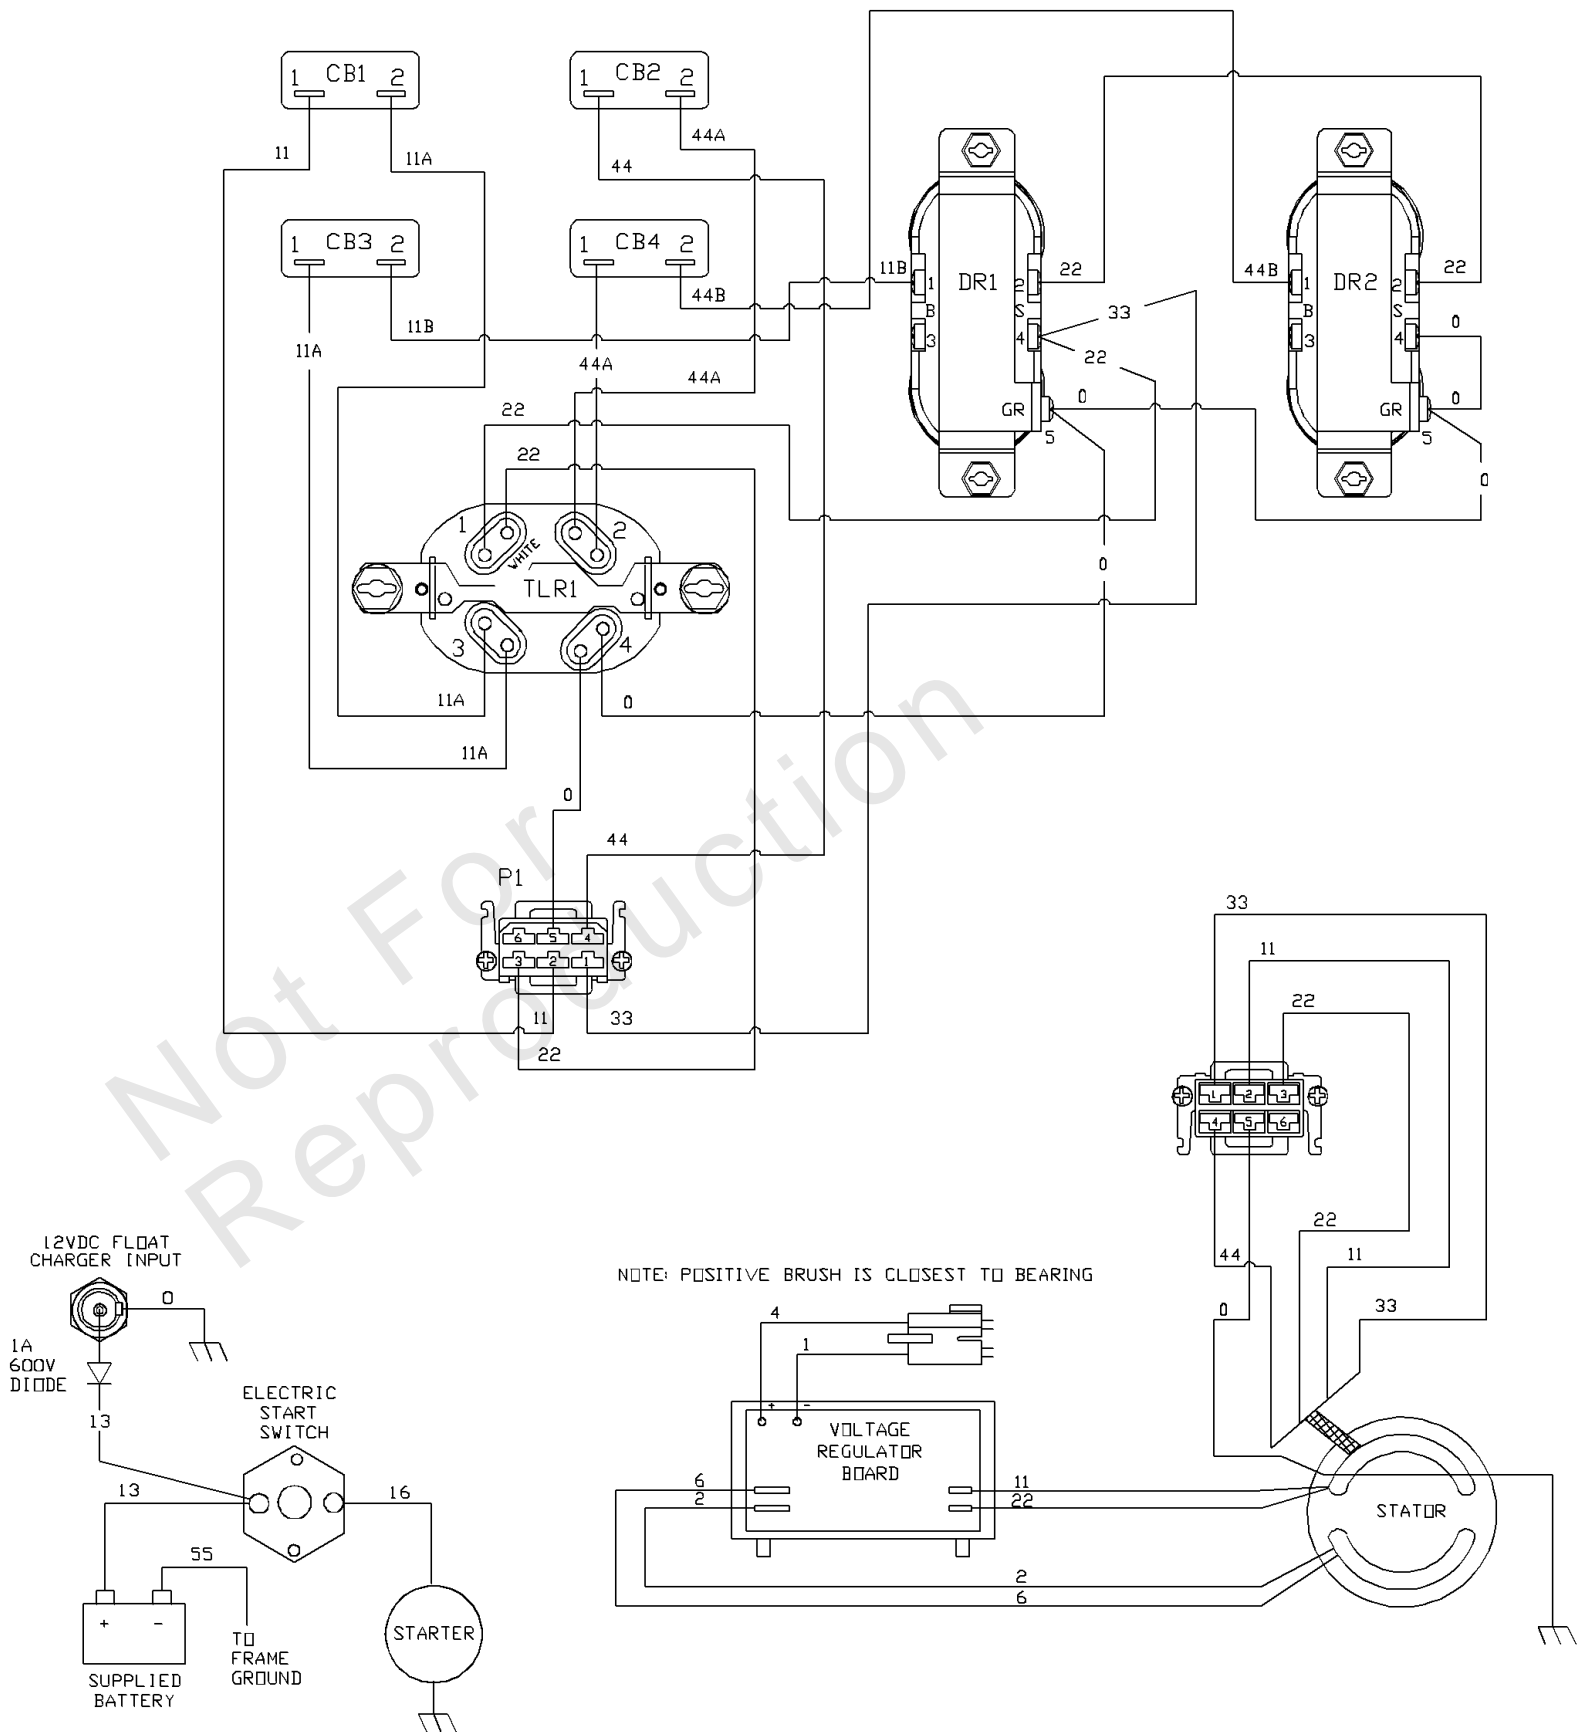 CB1
1 2
CB2
1 2
44A
11
11A
44
CB3
1 2
CB4
1 2
11B
DR1
1
2
B
S
3
4
GR
5
22
33
22
0
44B
DR2
1
2
B
S
3
4
GR
5
22
0
0
0
44B
11B
11A
44A
44A
22
22
1
2
WHITE
TLR1
3
4
0
11A
0
11A
0
44
P1
6 5 4
3 2 1
11
33
22
33
11
22
1 2 3
4 5 6
22
44
11
0
33
12VDC FLOAT
CHARGER INPUT
0
1A
600V
DIODE
13
ELECTRIC
START
SWITCH
13
16
55
+ -
TO
FRAME
GROUND
SUPPLIED
BATTERY
STARTER
NOTE: POSITIVE BRUSH IS CLOSEST TO BEARING
4
1
+ -
VOLTAGE
REGULATOR
BOARD
6
2
11
22
STATOR
2
6
Not For
Reproduction